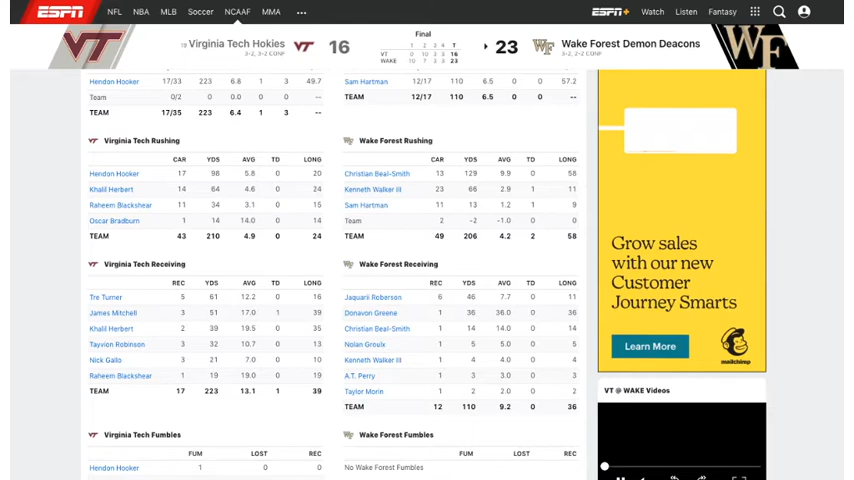 ESPN NFL NBA MLB Soccer NCAAF MMA ... ESPN+ Watch Listen Fantasy
19 Virginia Tech Hokies 16 Final 23 Wake Forest Demon Deacons
3-2, 3-2 CONF 1 2 3 4 T 3-2, 2-2 CONF
VT 16
WAKE 10 7 3 3 23
Hendon Hooker 17/33 223 6.8 1 3 49.7
Team 0/2 0 0.0 0 0 --
TEAM 17/35 223 6.4 1 3 --
Sam Hartman 12/17 110 6.5 0 0 57.2
TEAM 12/17 110 6.5 0 0 --
Virginia Tech Rushing
CAR YDS AVG TD LONG
Hendon Hooker 17 98 5.8 0 20
Khalil Herbert 14 64 4.6 0 24
Raheem Blackshear 11 34 3.1 0 15
Oscar Bradburn 1 14 14.0 0 14
TEAM 43 210 4.9 0 24
Wake Forest Rushing
CAR YDS AVG TD LONG
Christian Beal-Smith 13 129 9.9 0 58
Kenneth Walker III 23 66 2.9 1 11
Sam Hartman 11 13 1.2 1 9
Team 2 -2 -1.0 0 0
TEAM 49 206 4.2 2 58
Virginia Tech Receiving
REC YDS AVG TD LONG
Tre Turner 5 61 12.2 0 16
James Mitchell 3 51 17.0 1 39
Khalil Herbert 2 39 19.5 0 35
Tayvion Robinson 3 32 10.7 0 13
Nick Gallo 3 21 7.0 0 10
Raheem Blackshear 1 19 19.0 0 19
TEAM 17 223 13.1 1 39
Wake Forest Receiving
REC YDS AVG TD LONG
Jaquarii Roberson 6 46 7.7 0 11
Donavon Greene 1 36 36.0 0 36
Christian Beal-Smith 1 14 14.0 0 14
Nolan Groulx 1 5 5.0 0 5
Kenneth Walker III 1 4 4.0 0 4
A.T. Perry 1 3 3.0 0 3
Taylor Morin 1 2 2.0 0 2
TEAM 12 110 9.2 0 36
Virginia Tech Fumbles
FUM LOST REC
Hendon Hooker 1 0 0
Wake Forest Fumbles
FUM LOST REC
No Wake Forest Fumbles
Grow sales
with our new
Customer
Journey Smarts
Learn More
mailchimp
VT @ WAKE Videos